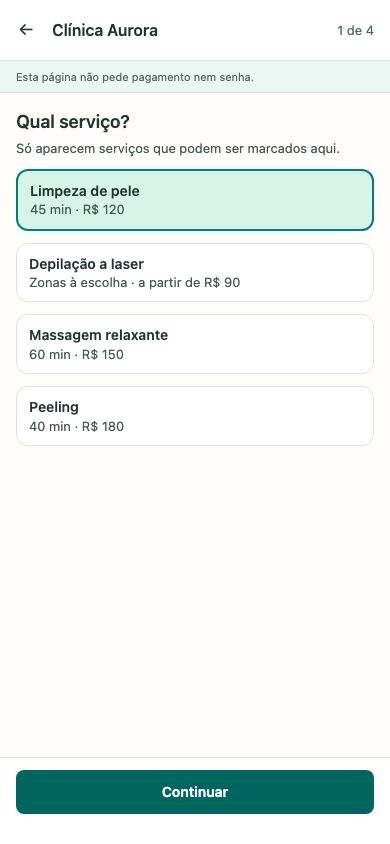 Clínica Aurora
1 de 4
Esta página não pede pagamento nem senha.
Qual serviço?
Só aparecem serviços que podem ser marcados aqui.
Limpeza de pele
45 min · R$ 120
Depilação a laser
Zonas à escolha · a partir de R$ 90
Massagem relaxante
60 min · R$ 150
Peeling
40 min · R$ 180
Continuar